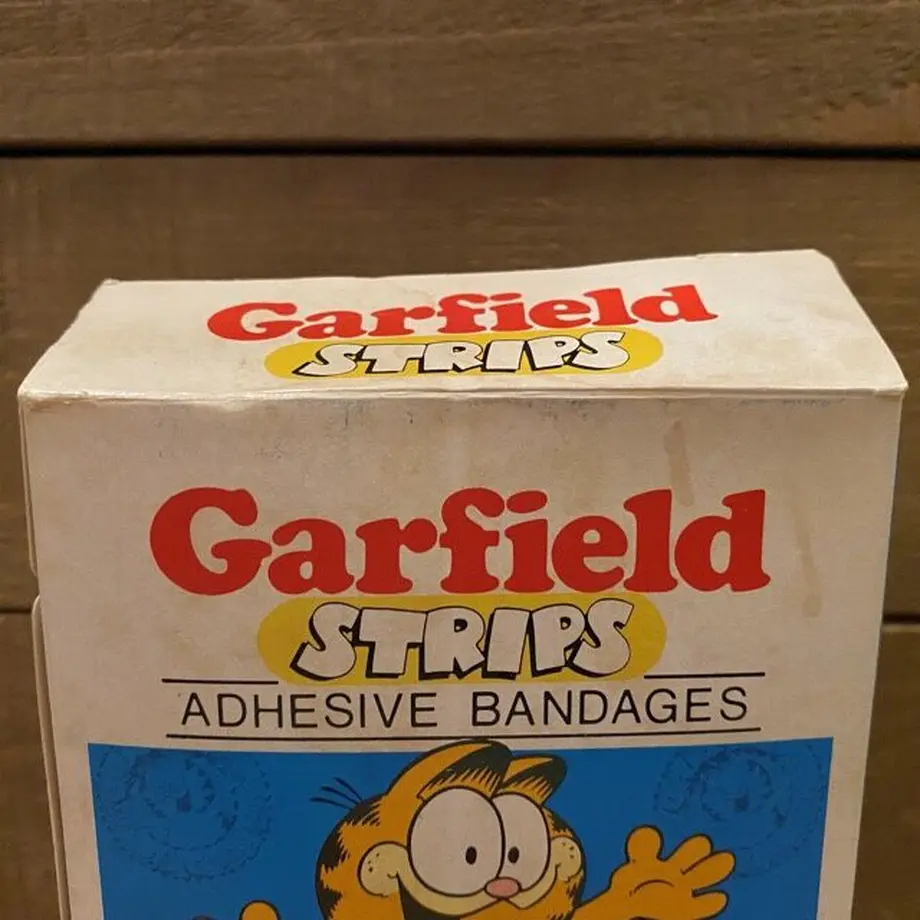 Garfield
STRIPS
Garfield
STRIPS
ADHESIVE BANDAGES